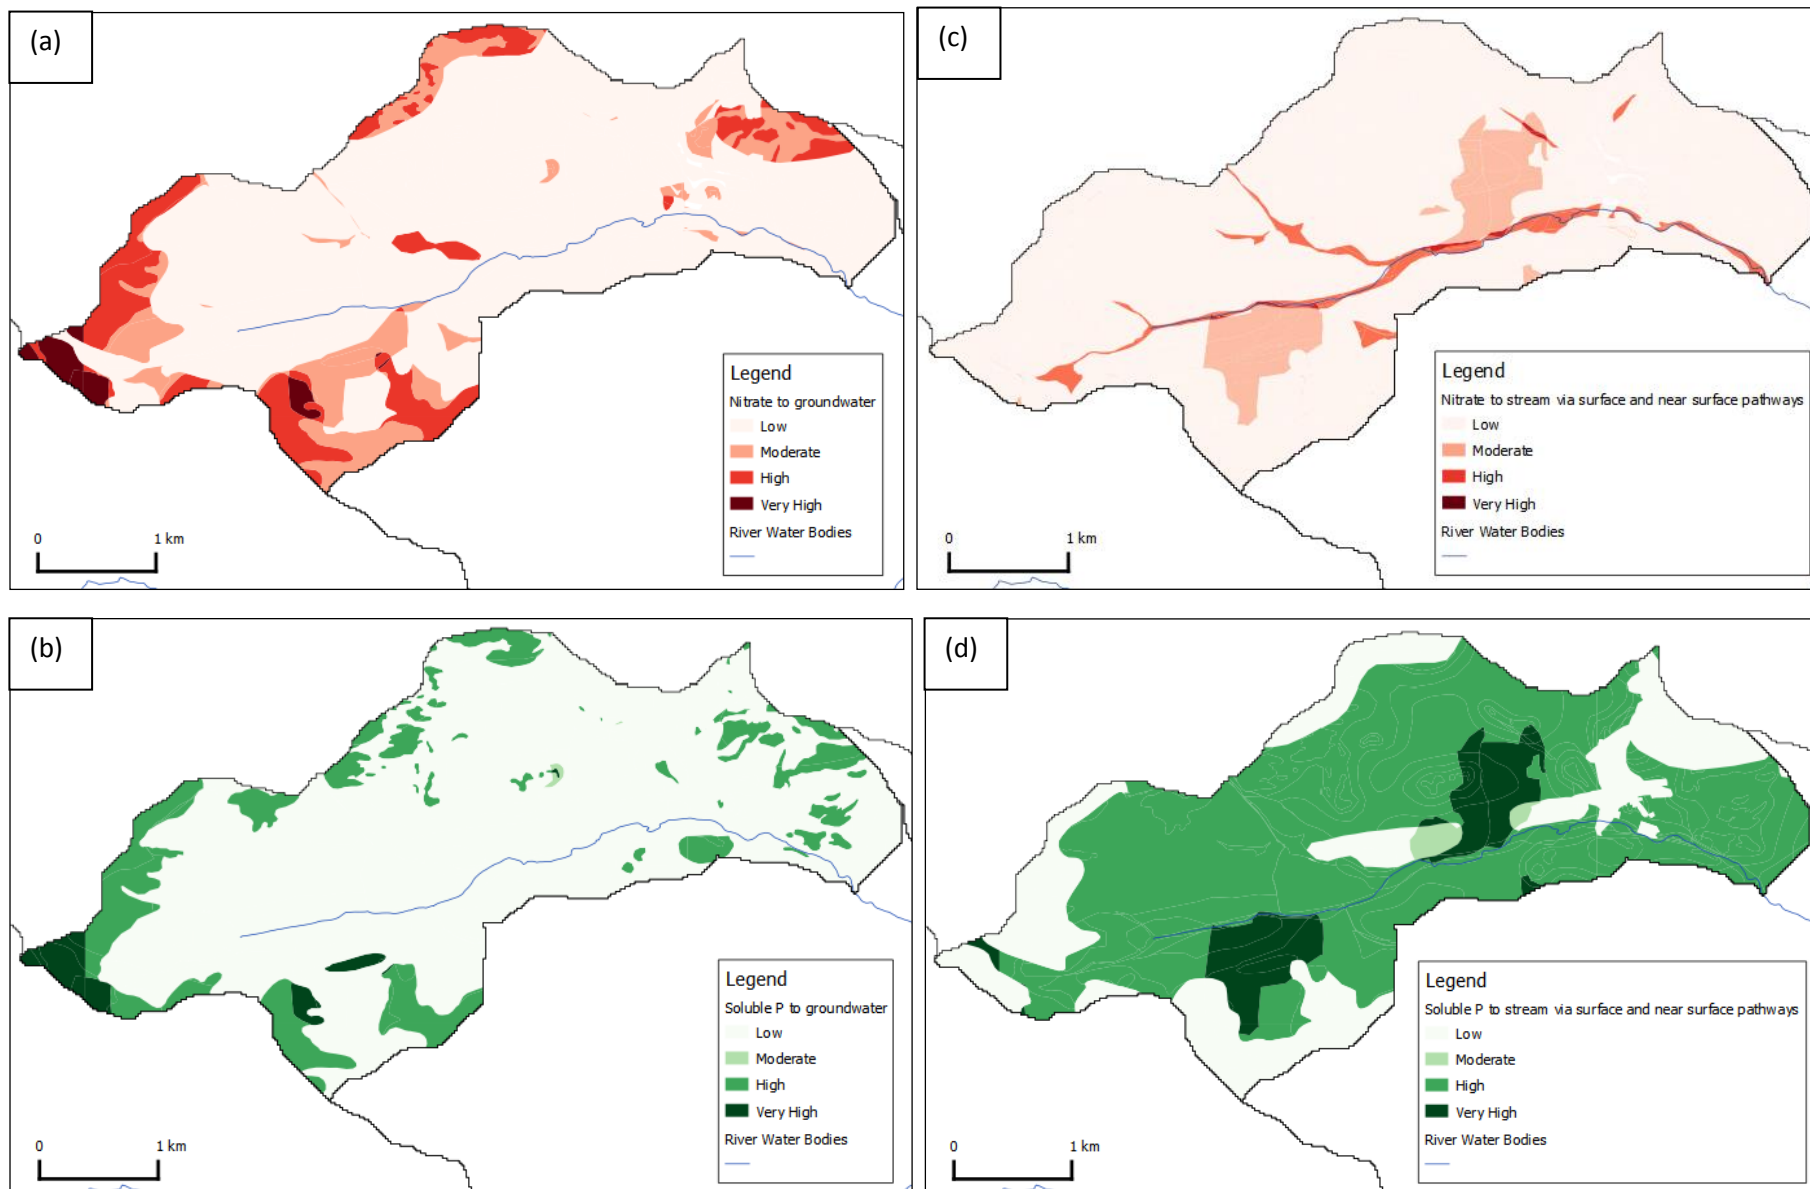 (a)
Legend
Nitrate to groundwater
Low
Moderate
High
Very High
River Water Bodies
0 1 km
(c)
Legend
Nitrate to stream via surface and near surface pathways
Low
Moderate
High
Very High
River Water Bodies
0 1 km
(b)
Legend
Soluble P to groundwater
Low
Moderate
High
Very High
River Water Bodies
0 1 km
(d)
Legend
Soluble P to stream via surface and near surface pathways
Low
Moderate
High
Very High
River Water Bodies
0 1 km